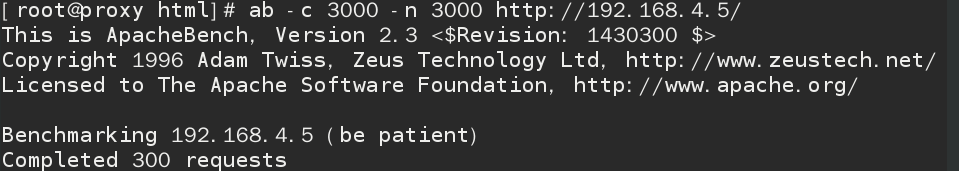 [root@proxy html]# ab -c 3000 -n 3000 http://192.168.4.5/
This is ApacheBench, Version 2.3 <$Revision: 1430300 $>
Copyright 1996 Adam Twiss, Zeus Technology Ltd, http://www.zeustech.net/
Licensed to The Apache Software Foundation, http://www.apache.org/

Benchmarking 192.168.4.5 (be patient)
Completed 300 requests